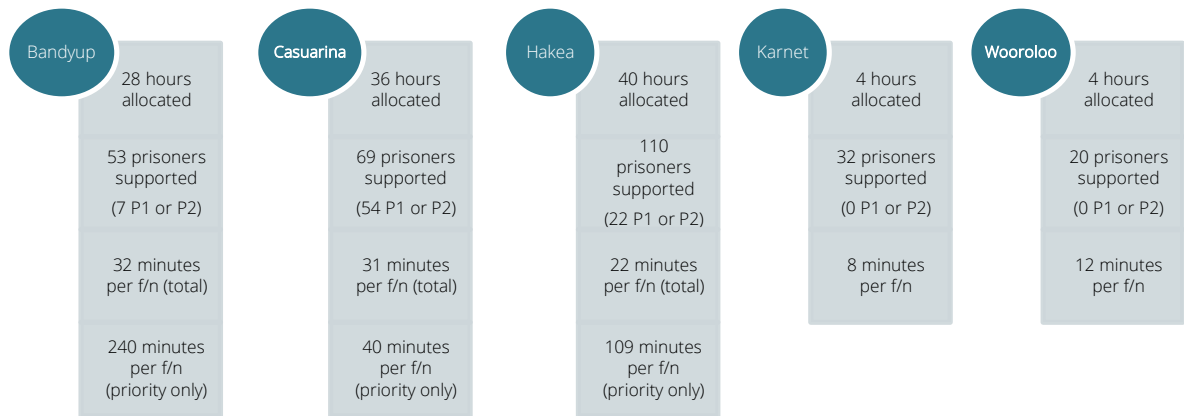 Bandyup
28 hours
allocated
53 prisoners
supported
(7 P1 or P2)
32 minutes
per f/n (total)
240 minutes
per f/n
(priority only)
Casuarina
36 hours
allocated
69 prisoners
supported
(54 P1 or P2)
31 minutes
per f/n (total)
40 minutes
per f/n
(priority only)
Hakea
40 hours
allocated
110
prisoners
supported
(22 P1 or P2)
22 minutes
per f/n (total)
109 minutes
per f/n
(priority only)
Karnet
4 hours
allocated
32 prisoners
supported
(0 P1 or P2)
8 minutes
per f/n
Wooroloo
4 hours
allocated
20 prisoners
supported
(0 P1 or P2)
12 minutes
per f/n